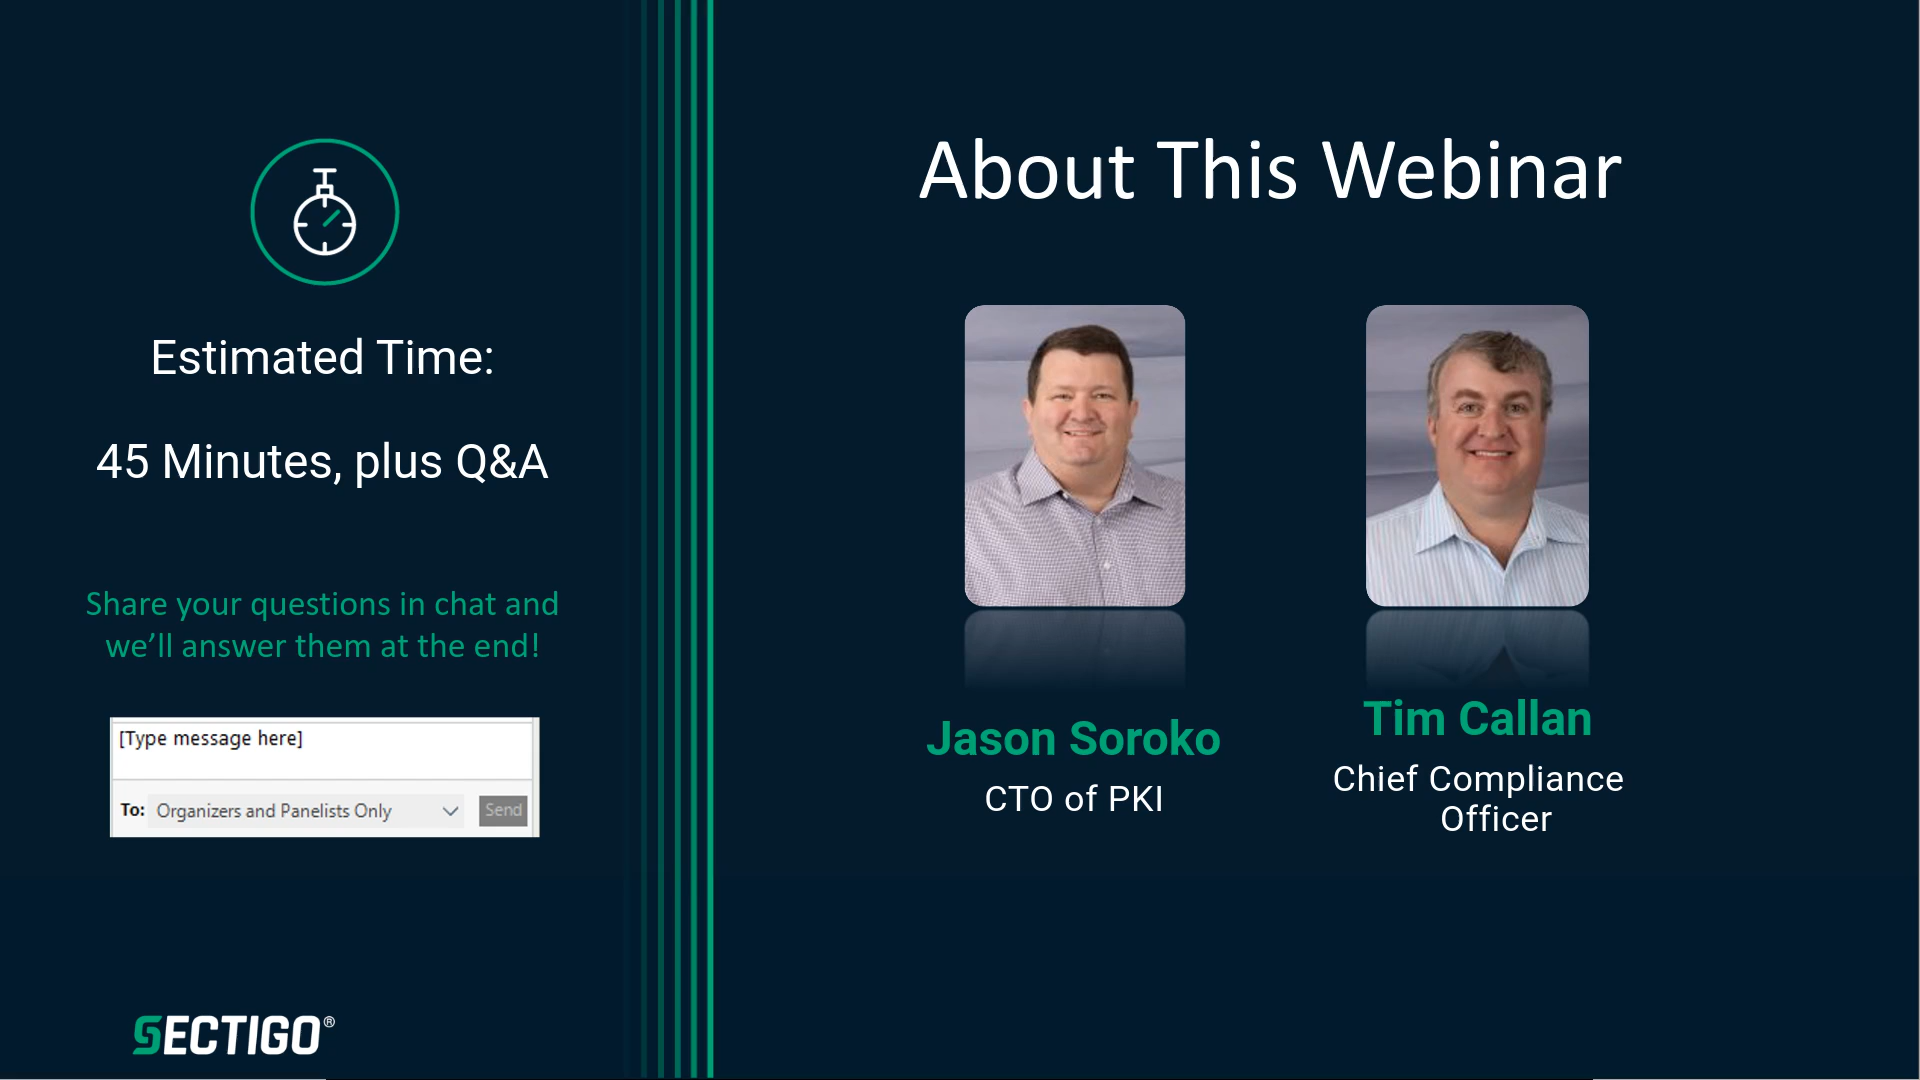 Estimated Time:
45 Minutes, plus Q&A
Share your questions in chat and
we’ll answer them at the end!
[Type message here]
To: Organizers and Panelists Only Send
SECTIGO®
About This Webinar
Jason Soroko
CTO of PKI
Tim Callan
Chief Compliance
Officer